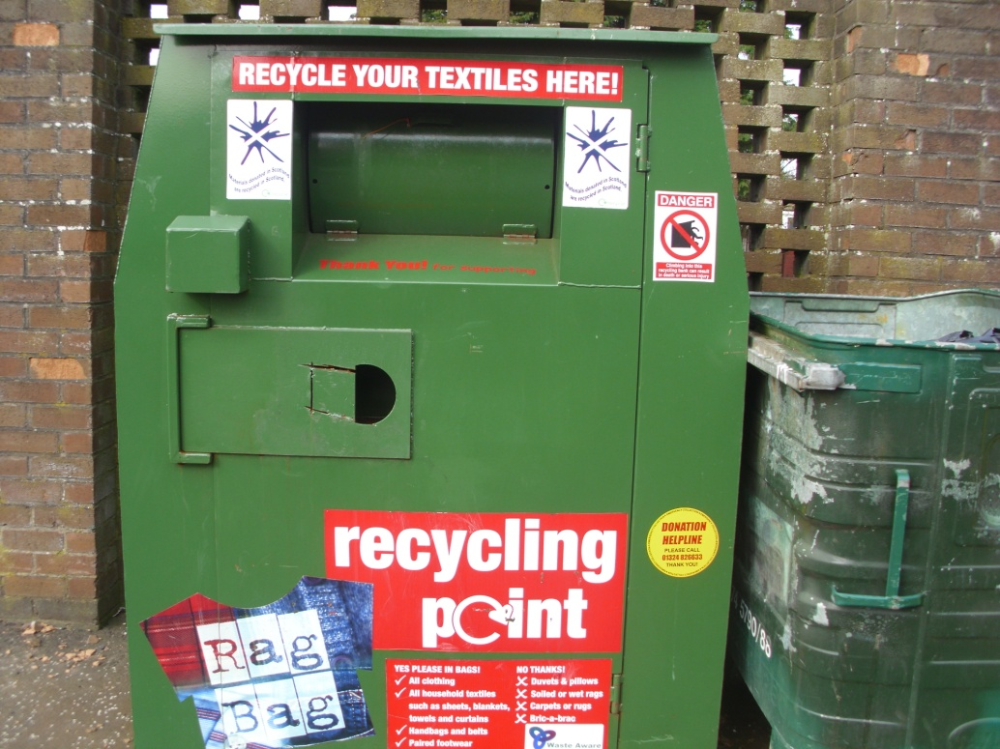 RECYCLE YOUR TEXTILES HERE!
Materials donated in Scotland,
are recycled in Scotland.
Materials donated in Scotland,
are recycled in Scotland.
DANGER
Climbing into this
recycling bank can result
in death or serious injury
Thank You! For supporting
recycling
point
DONATION
HELPLINE
PLEASE CALL
01324 826633
THANK YOU!
Rag
Bag
YES PLEASE IN BAGS!
All clothing
All household textiles
such as sheets, blankets,
towels and curtains
Handbags and belts
Paired footwear
NO THANKS!
Duvets & pillows
Soiled or wet rags
Carpets or rugs
Bric-a-brac
Waste Aware
5790/88